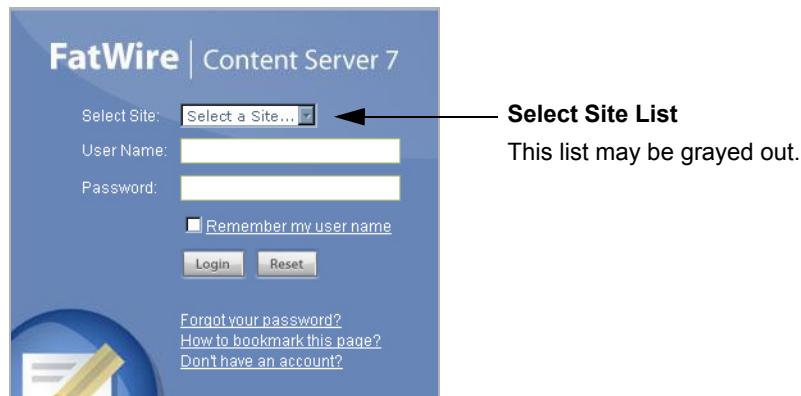 FatWire | Content Server 7
Select Site: Select a Site...
User Name:
Password:
Remember my user name
Login Reset
Forgot your password?
How to bookmark this page?
Don't have an account?
Select Site List
This list may be grayed out.